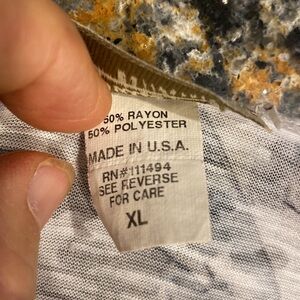 50% RAYON
50% POLYESTER
MADE IN U.S.A.
RN#111494
SEE REVERSE
FOR CARE
XL